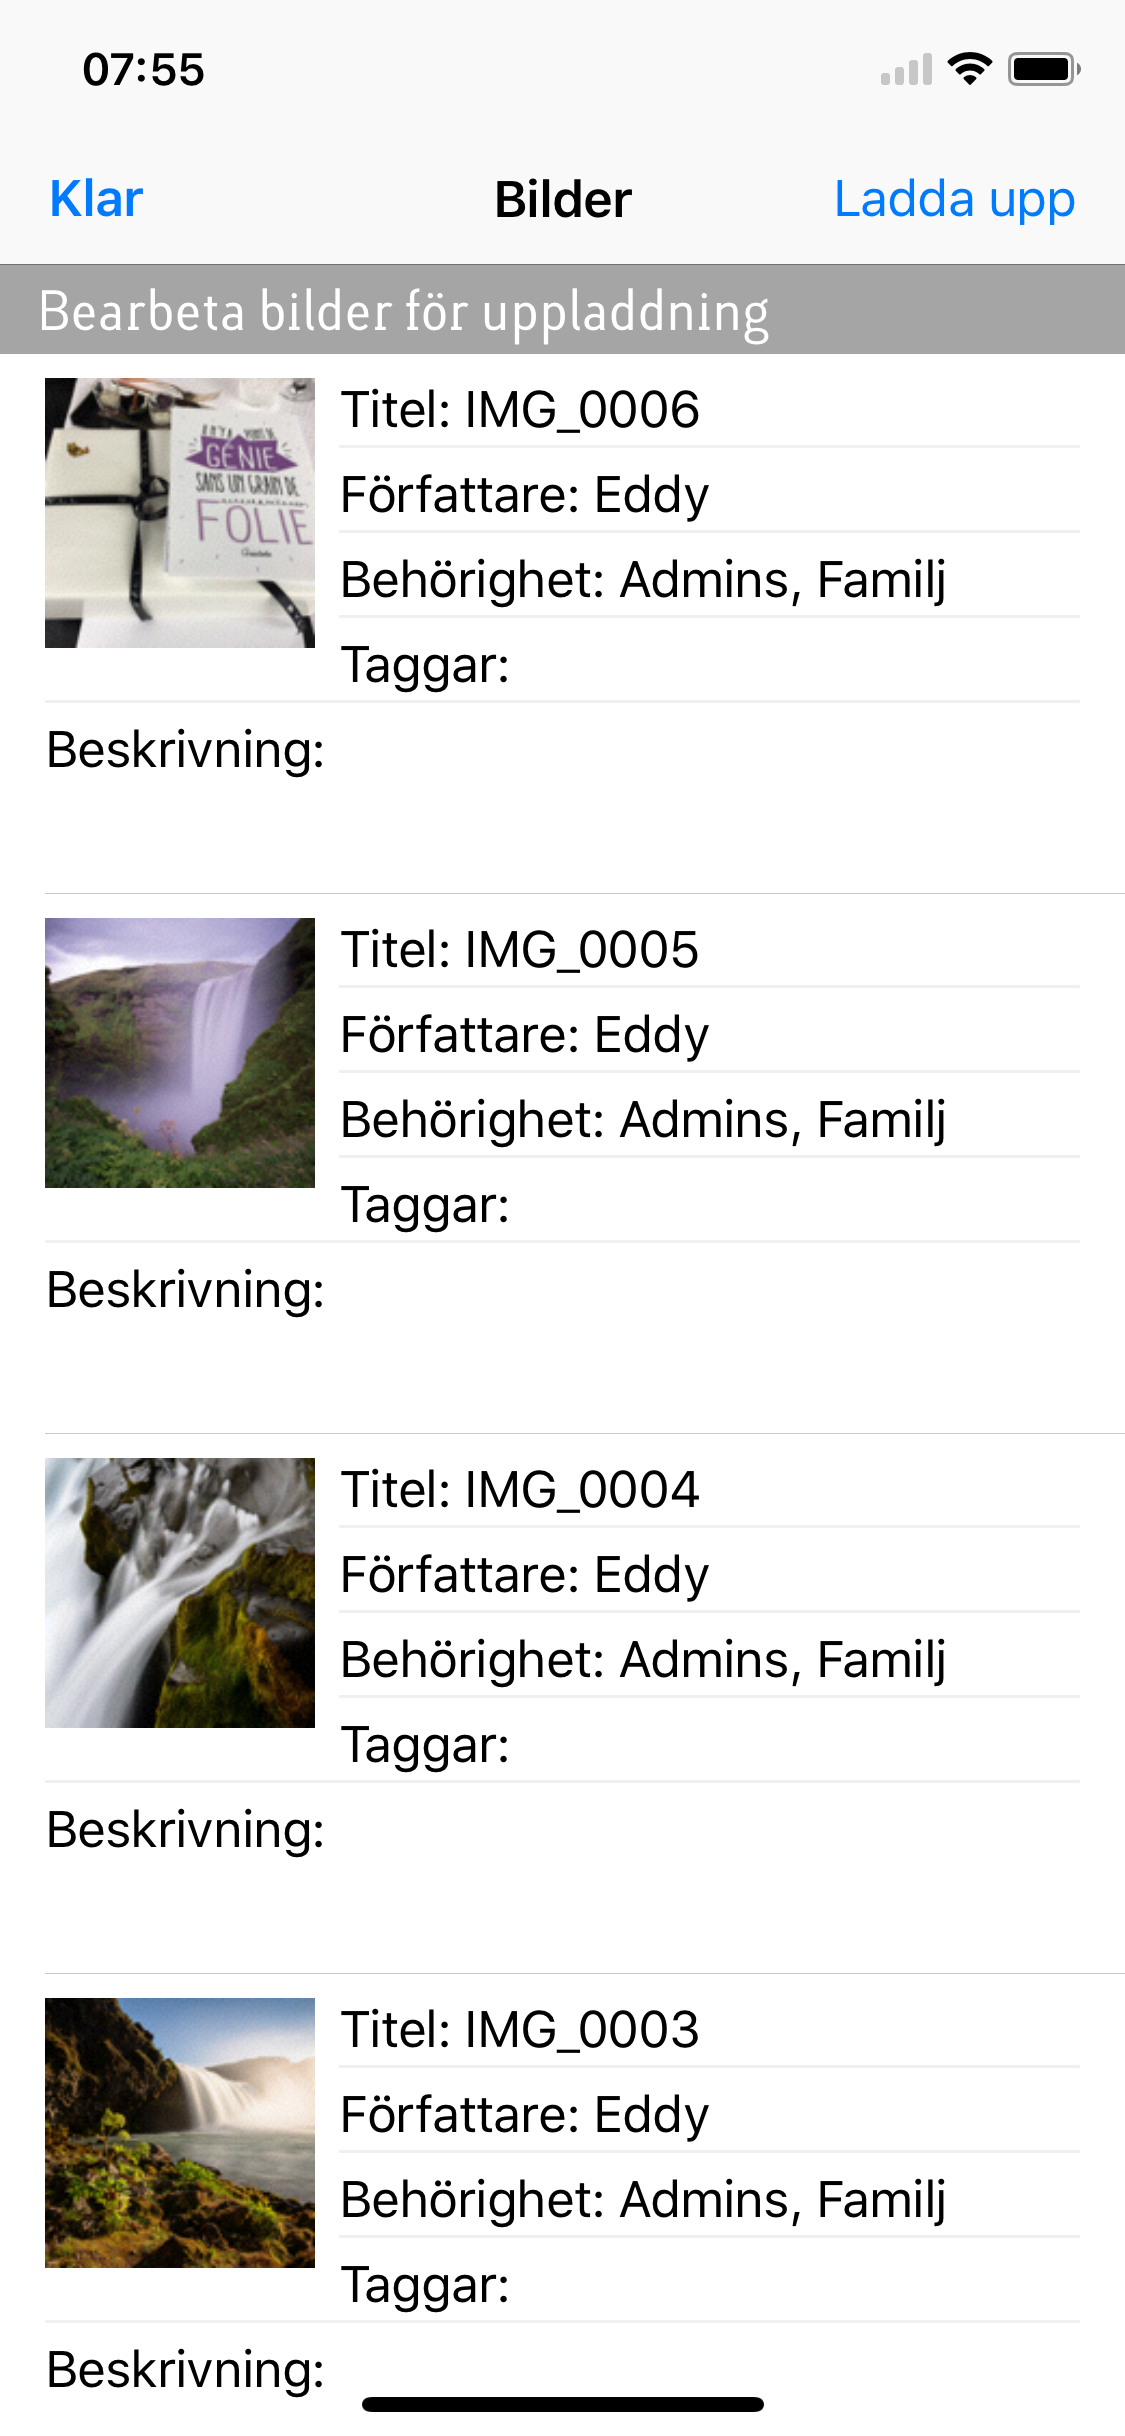 07:55
Klar
Bilder
Ladda upp
Bearbeta bilder för uppladdning
GÉNIE
SANS UN GRAIN DE
FOLIE
Titel: IMG_0006
Författare: Eddy
Behörighet: Admins, Familj
Taggar:
Beskrivning:
Titel: IMG_0005
Författare: Eddy
Behörighet: Admins, Familj
Taggar:
Beskrivning:
Titel: IMG_0004
Författare: Eddy
Behörighet: Admins, Familj
Taggar:
Beskrivning:
Titel: IMG_0003
Författare: Eddy
Behörighet: Admins, Familj
Taggar:
Beskrivning: